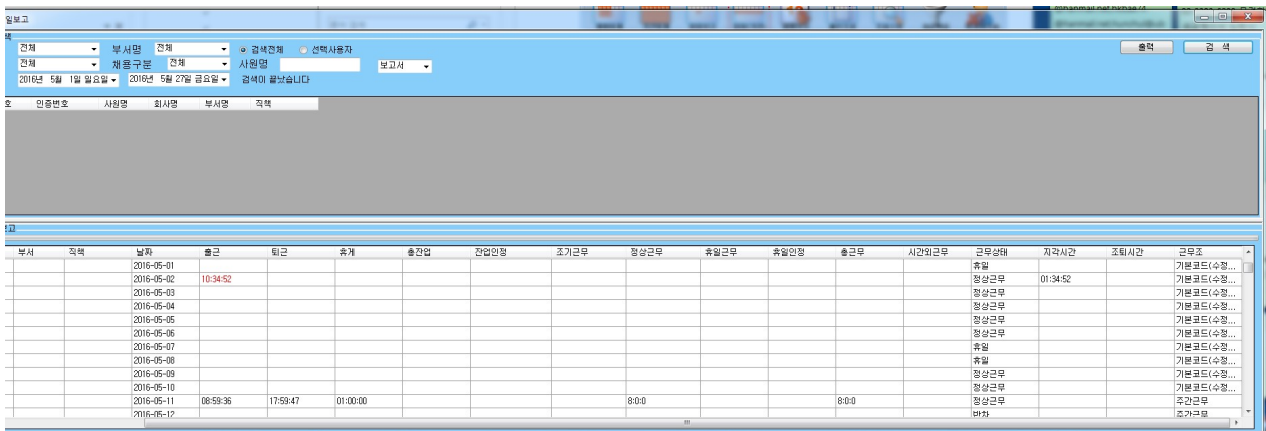 일보고
색
전체 부서명 전체 검색전체 선택사용자 출력 검 색
전체 채용구분 전체 사원명 보고서
2016년 5월 1일 일요일 2016년 5월 27일 금요일 검색이 끝났습니다
호 인증번호 사원명 회사명 부서명 직책
보고
부서 직책 날짜 출근 퇴근 휴게 총잔업 잔업인정 조기근무 정상근무 휴일근무 휴일인정 총근무 시간외근무 근무상태 지각시간 조퇴시간 근무조
2016-05-01 휴일 기본코드(수정...
2016-05-02 10:34:52 정상근무 01:34:52 기본코드(수정...
2016-05-03 정상근무 기본코드(수정...
2016-05-04 정상근무 기본코드(수정...
2016-05-05 정상근무 기본코드(수정...
2016-05-06 정상근무 기본코드(수정...
2016-05-07 휴일 기본코드(수정...
2016-05-08 휴일 기본코드(수정...
2016-05-09 정상근무 기본코드(수정...
2016-05-10 정상근무 기본코드(수정...
2016-05-11 08:59:36 17:59:47 01:00:00 8:0:0 8:0:0 정상근무 주간근무
2016-05-12 반차 주간근무